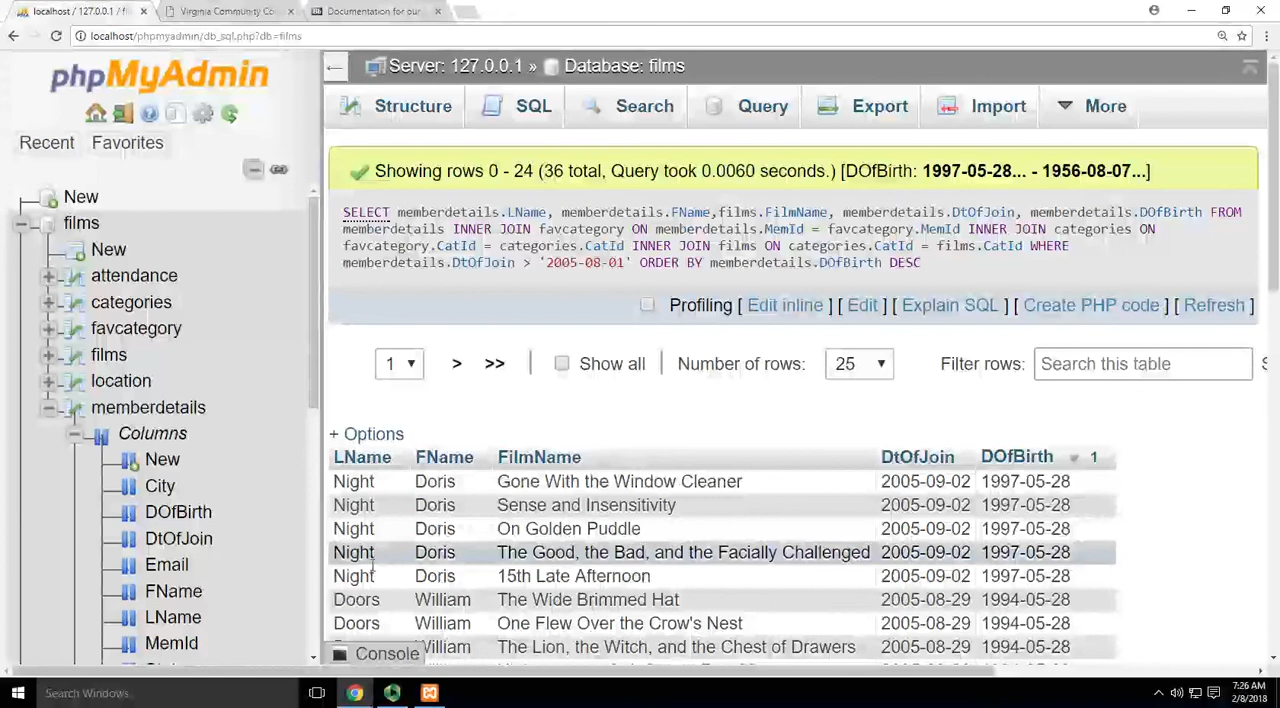 localhost / 127.0.0.1 / fi
Virginia Community Co
Documentation for our
localhost/phpmyadmin/db_sql.php?db=films
phpMyAdmin
Recent Favorites
New
films
New
attendance
categories
favcategory
films
location
memberdetails
Columns
New
City
DOfBirth
DtOfJoin
Email
FName
LName
MemId
Server: 127.0.0.1 » Database: films
Structure SQL Search Query Export Import More
Showing rows 0 - 24 (36 total, Query took 0.0060 seconds.) [DOfBirth: 1997-05-28... - 1956-08-07...]
SELECT memberdetails.LName, memberdetails.FName,films.FilmName, memberdetails.DtOfJoin, memberdetails.DOfBirth FROM
memberdetails INNER JOIN favcategory ON memberdetails.MemId = favcategory.MemId INNER JOIN categories ON
favcategory.CatId = categories.CatId INNER JOIN films ON categories.CatId = films.CatId WHERE
memberdetails.DtOfJoin > '2005-08-01' ORDER BY memberdetails.DOfBirth DESC
Profiling [ Edit inline ] [ Edit ] [ Explain SQL ] [ Create PHP code ] [ Refresh ]
1 > >> | Show all | Number of rows: 25 Filter rows: Search this table
+ Options
LName FName FilmName DtOfJoin DOfBirth 1
Night Doris Gone With the Window Cleaner 2005-09-02 1997-05-28
Night Doris Sense and Insensitivity 2005-09-02 1997-05-28
Night Doris On Golden Puddle 2005-09-02 1997-05-28
Night Doris The Good, the Bad, and the Facially Challenged 2005-09-02 1997-05-28
Night Doris 15th Late Afternoon 2005-09-02 1997-05-28
Doors William The Wide Brimmed Hat 2005-08-29 1994-05-28
Doors William One Flew Over the Crow's Nest 2005-08-29 1994-05-28
William The Lion, the Witch, and the Chest of Drawers 2005-08-29 1994-05-28
Console
Search Windows
7:26 AM
2/8/2018